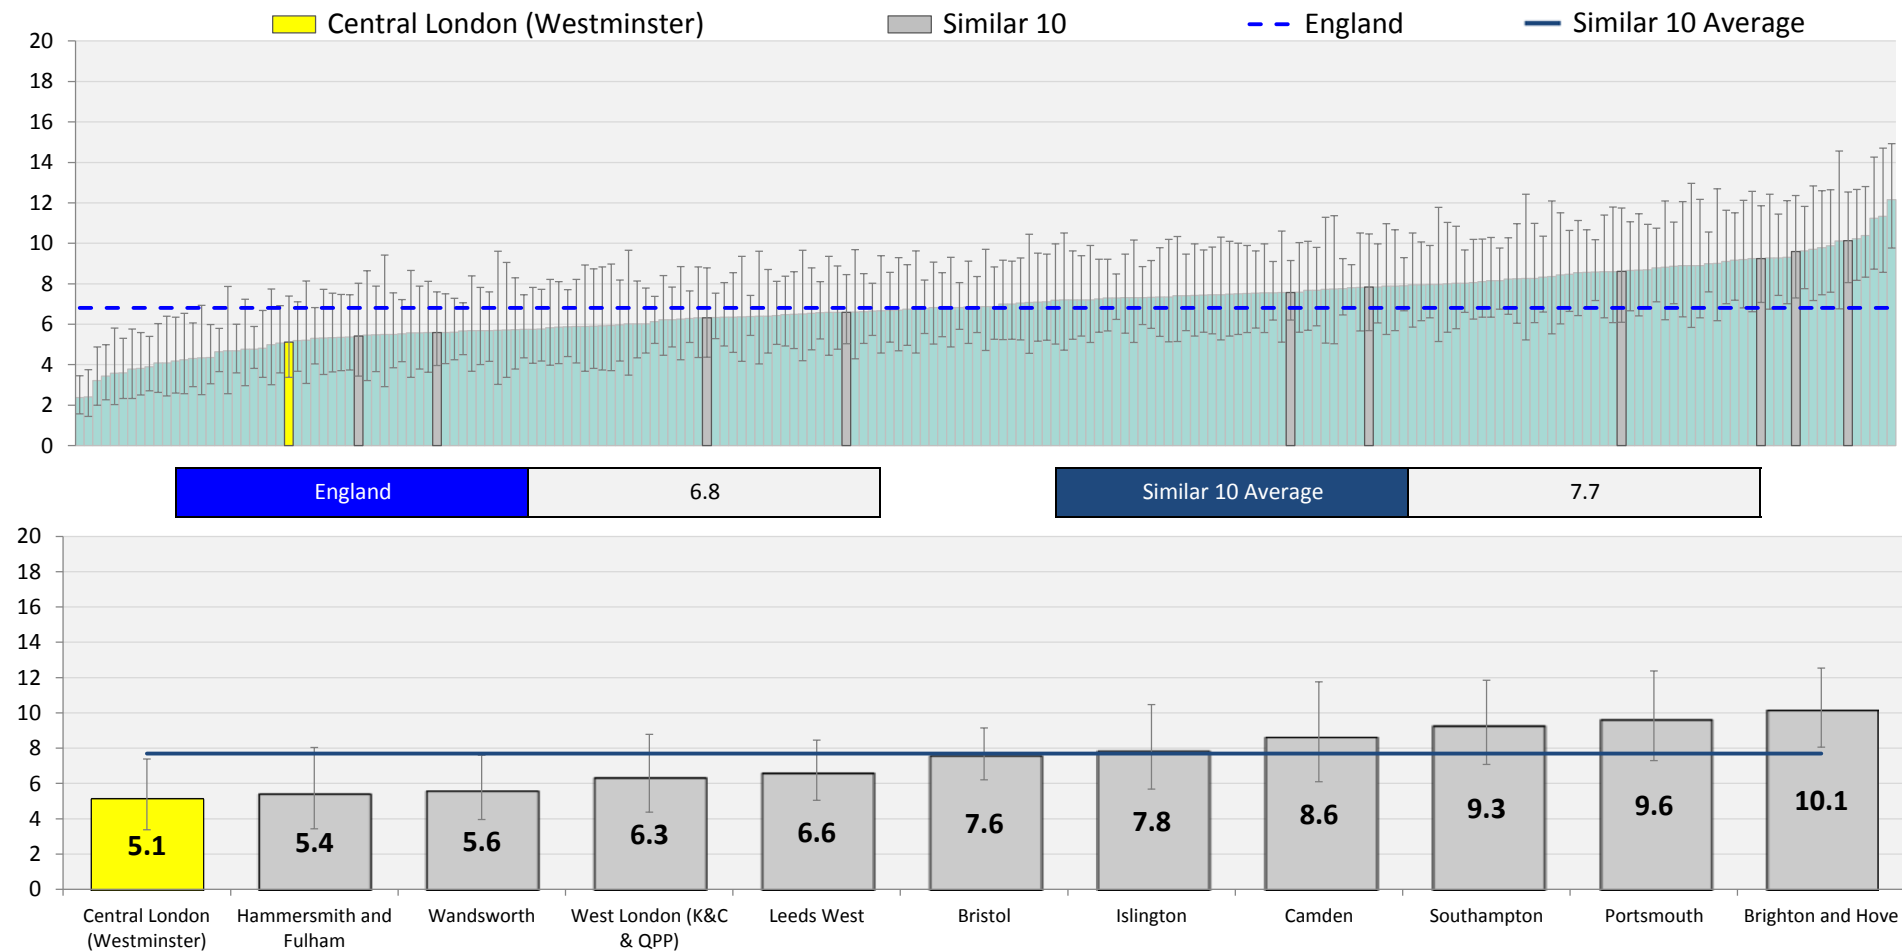 Central London (Westminster)
Similar 10
England
Similar 10 Average
20
18
16
14
12
10
8
6
4
2
0
England
6.8
Similar 10 Average
7.7
20
18
16
14
12
10
8
6
4
2
0
5.1
5.4
5.6
6.3
6.6
7.6
7.8
8.6
9.3
9.6
10.1
Central London
(Westminster)
Hammersmith and
Fulham
Wandsworth
West London (K&C
& QPP)
Leeds West
Bristol
Islington
Camden
Southampton
Portsmouth
Brighton and Hove